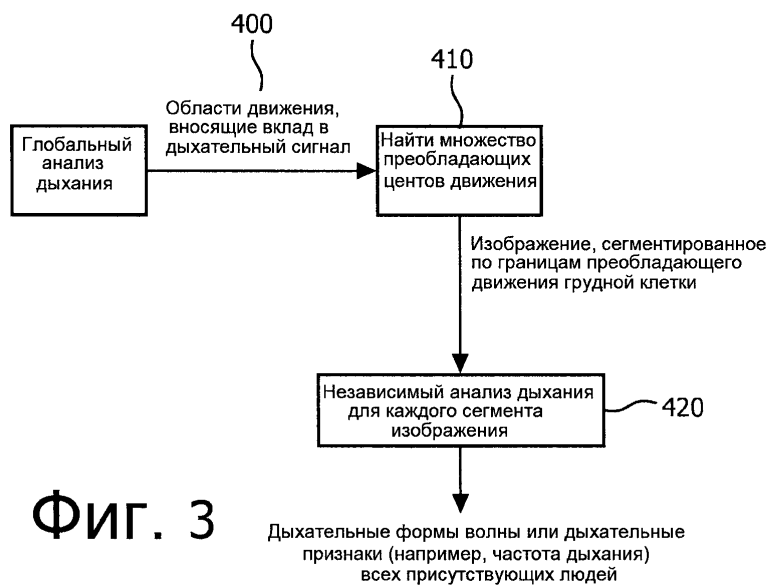 400
410
Области движения,
вносящие вклад в
дыхательный сигнал
Глобальный
анализ
дыхания
Найти множество
преобладающих
центов движения
Изображение, сегментированное
по границам преобладающего
движения грудной клетки
Независимый анализ дыхания
для каждого сегмента
изображения
420
Фиг. 3
Дыхательные формы волны или дыхательные
признаки (например, частота дыхания)
всех присутствующих людей